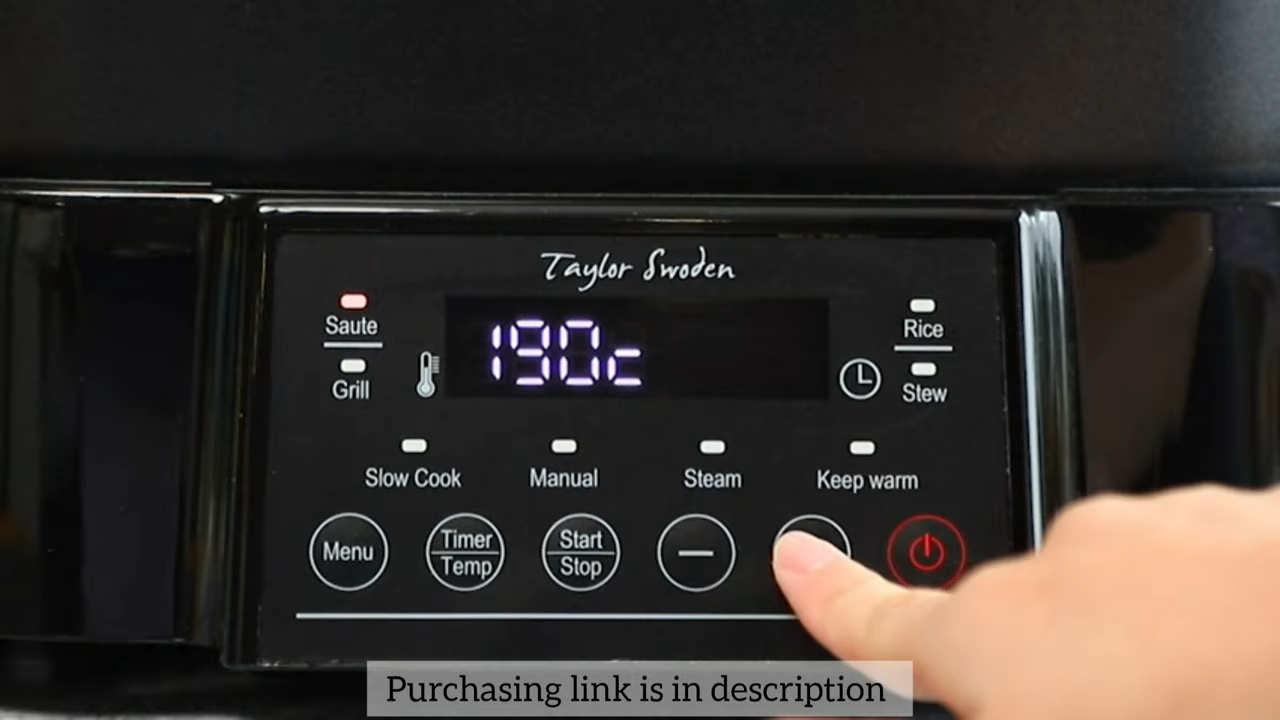 Taylor Swoden
Saute
190c
Rice
Grill
Stew
Slow Cook
Manual
Steam
Keep warm
Menu
Timer
Temp
Start
Stop
Purchasing link is in description